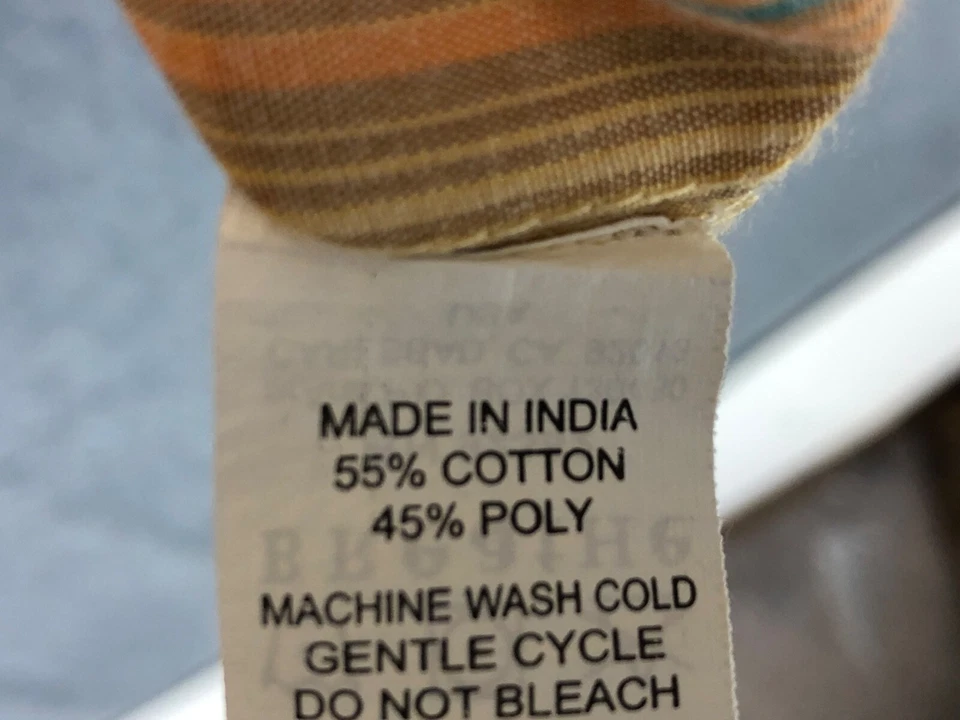 MADE IN INDIA
55% COTTON
45% POLY
MACHINE WASH COLD
GENTLE CYCLE
DO NOT BLEACH